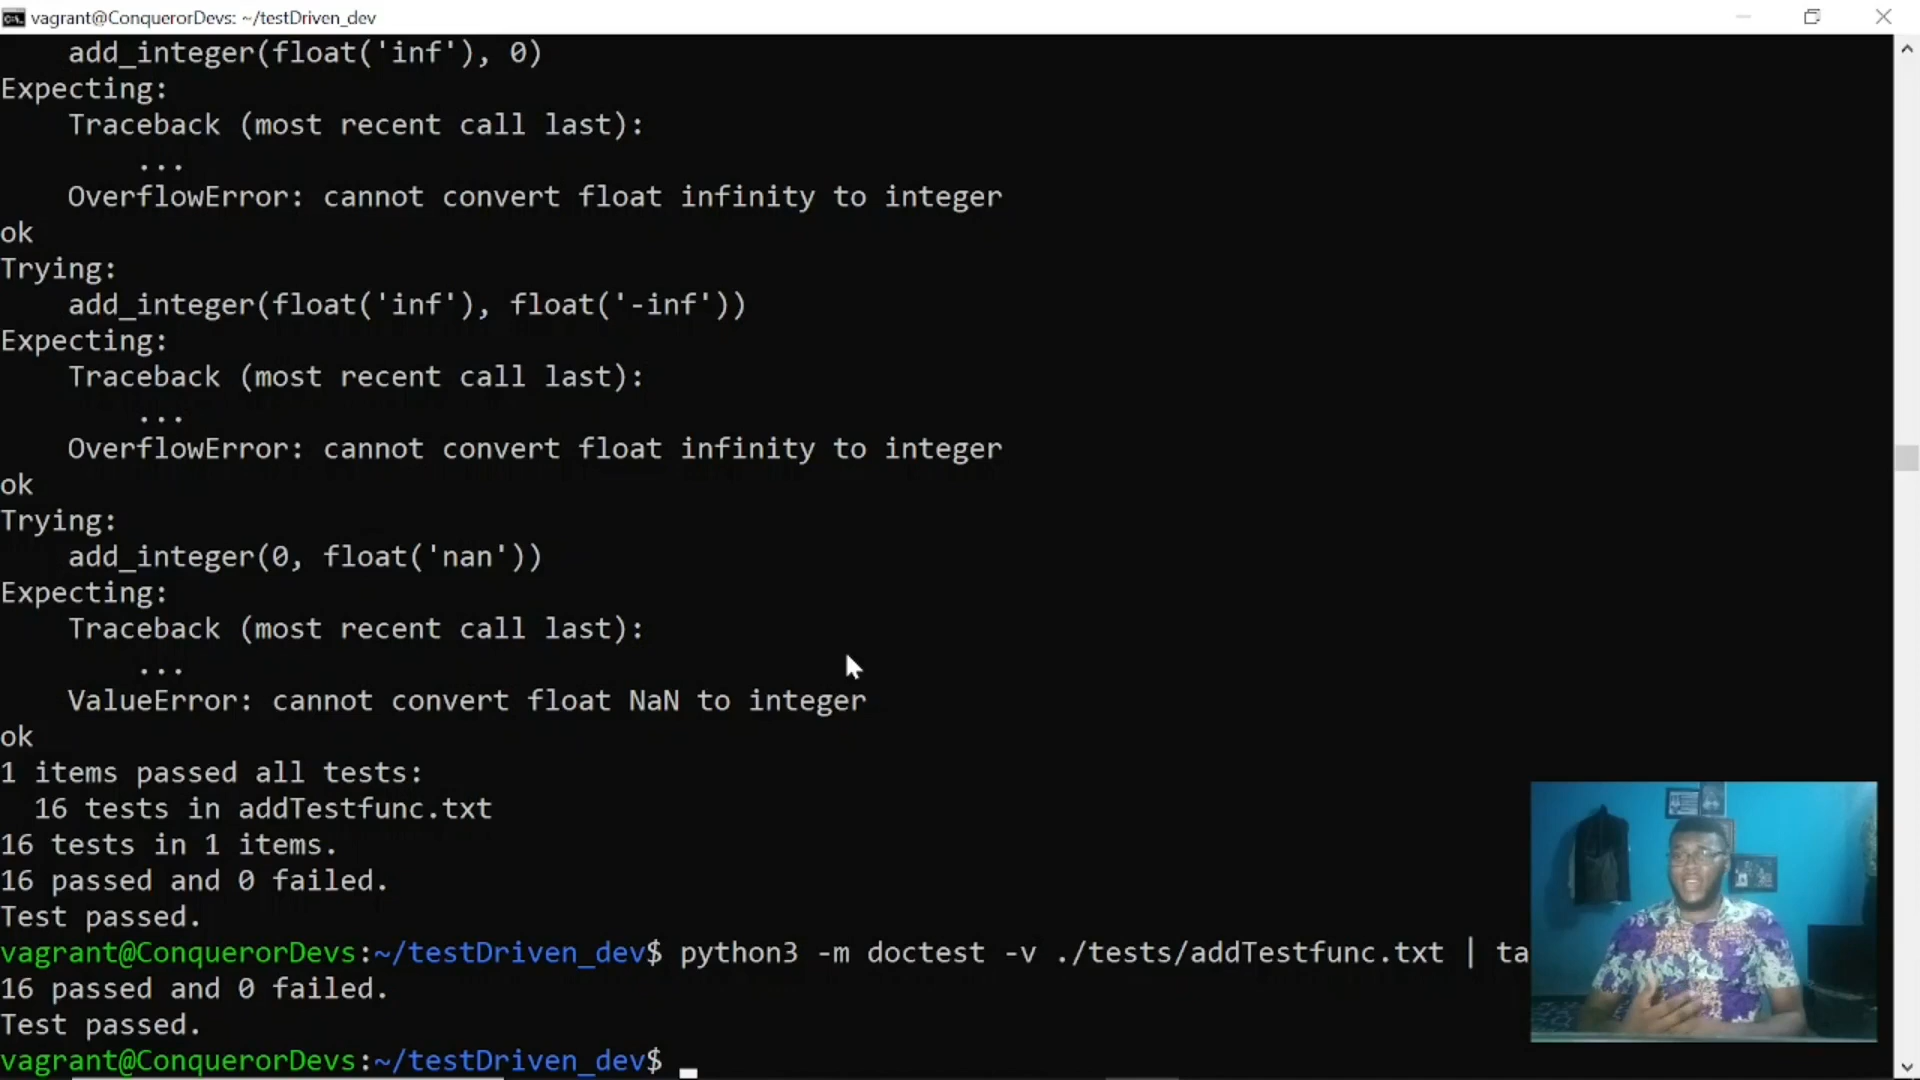 vagrant@ConquerorDevs: ~/testDriven_dev
add_integer(float('inf'), 0)
Expecting:
Traceback (most recent call last):
...
OverflowError: cannot convert float infinity to integer
ok
Trying:
add_integer(float('inf'), float('-inf'))
Expecting:
Traceback (most recent call last):
...
OverflowError: cannot convert float infinity to integer
ok
Trying:
add_integer(0, float('nan'))
Expecting:
Traceback (most recent call last):
...
ValueError: cannot convert float NaN to integer
ok
1 items passed all tests:
16 tests in addTestfunc.txt
16 tests in 1 items.
16 passed and 0 failed.
Test passed.
vagrant@ConquerorDevs:~/testDriven_dev$ python3 -m doctest -v ./tests/addTestfunc.txt | ta
16 passed and 0 failed.
Test passed.
vagrant@ConquerorDevs:~/testDriven_dev$